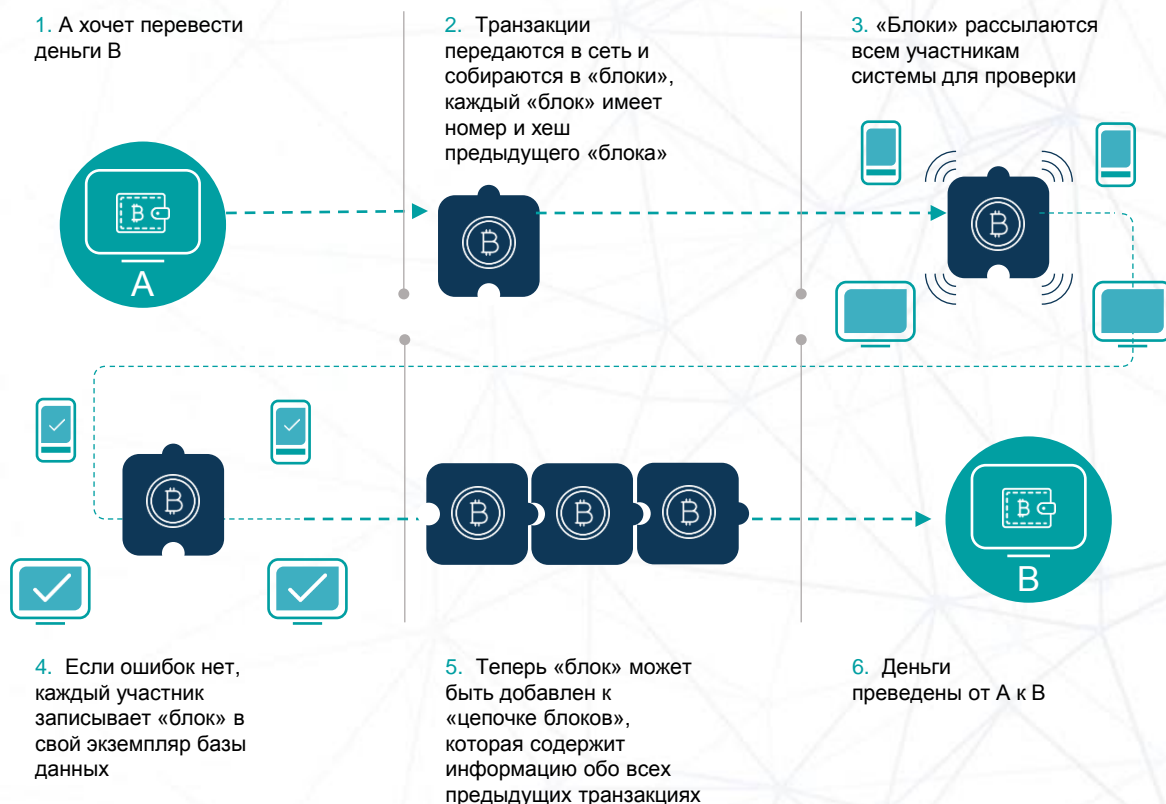 1. А хочет перевести
деньги В
2. Транзакции
передаются в сеть и
собираются в «блоки»,
каждый «блок» имеет
номер и хеш
предыдущего «блока»
3. «Блоки» рассылаются
всем участникам
системы для проверки
A
B
4. Если ошибок нет,
каждый участник
записывает «блок» в
свой экземпляр базы
данных
5. Теперь «блок» может
быть добавлен к
«цепочке блоков»,
которая содержит
информацию обо всех
предыдущих транзакциях
6. Деньги
преведены от А к В